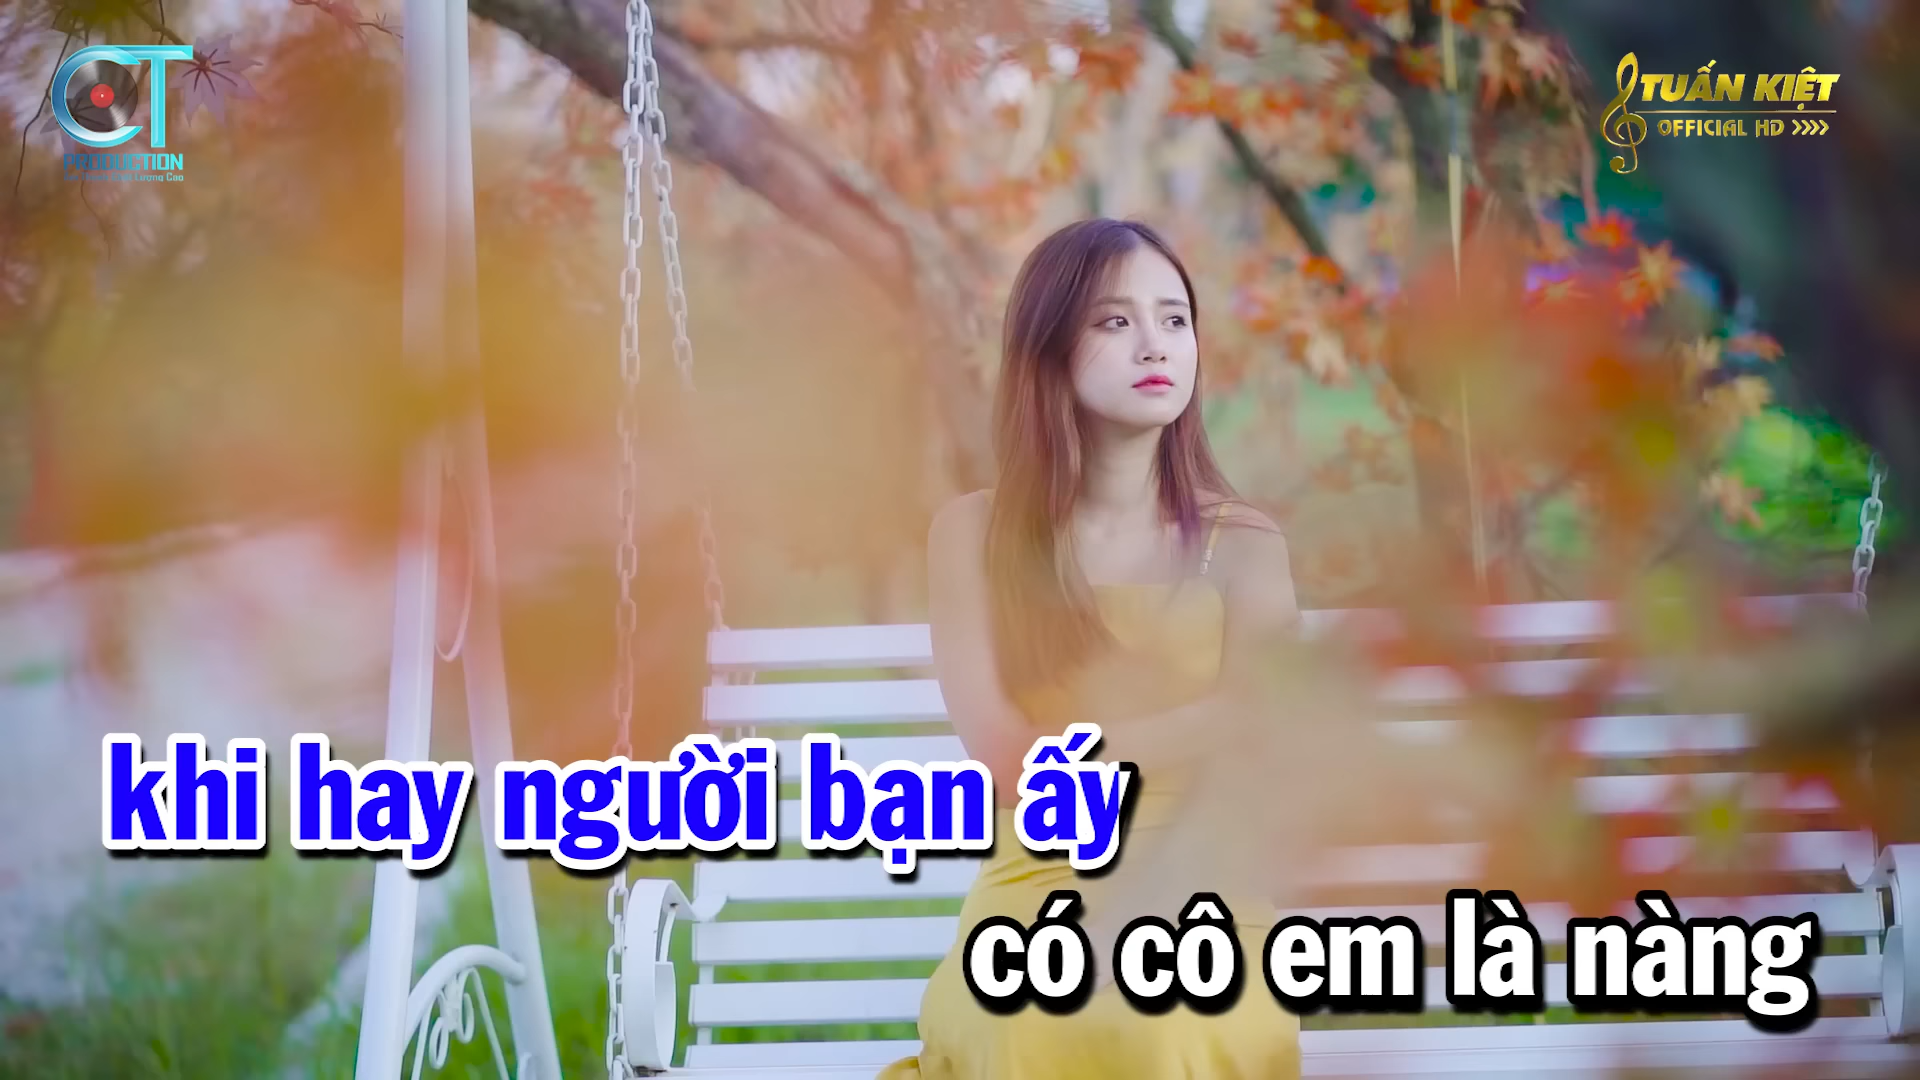 CT
PRODUCTION
TUẤN KIỆT
OFFICIAL HD >>>>
khi hay người bạn ấy
có cô em là nàng